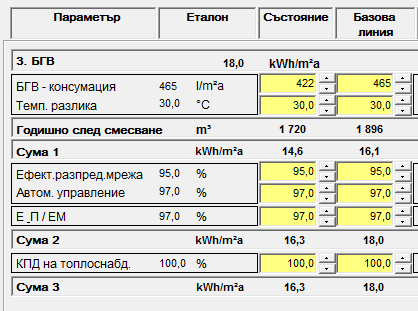 Параметър Еталон Състояние Базова
линия
3. БГВ 18,0 kWh/m²a
БГВ - консумация 465 l/m²a 422 465
Темп. разлика 30,0 °C 30,0 30,0
Годишно след смесване m³ 1 720 1 896
Сума 1 kWh/m²a 14,6 16,1
Ефект.разпред.мрежа 95,0 % 95,0 95,0
Автом. управление 97,0 % 97,0 97,0
Е_П / ЕМ 97,0 % 97,0 97,0
Сума 2 kWh/m²a 16,3 18,0
КПД на топлоснабд. 100,0 % 100,0 100,0
Сума 3 kWh/m²a 16,3 18,0